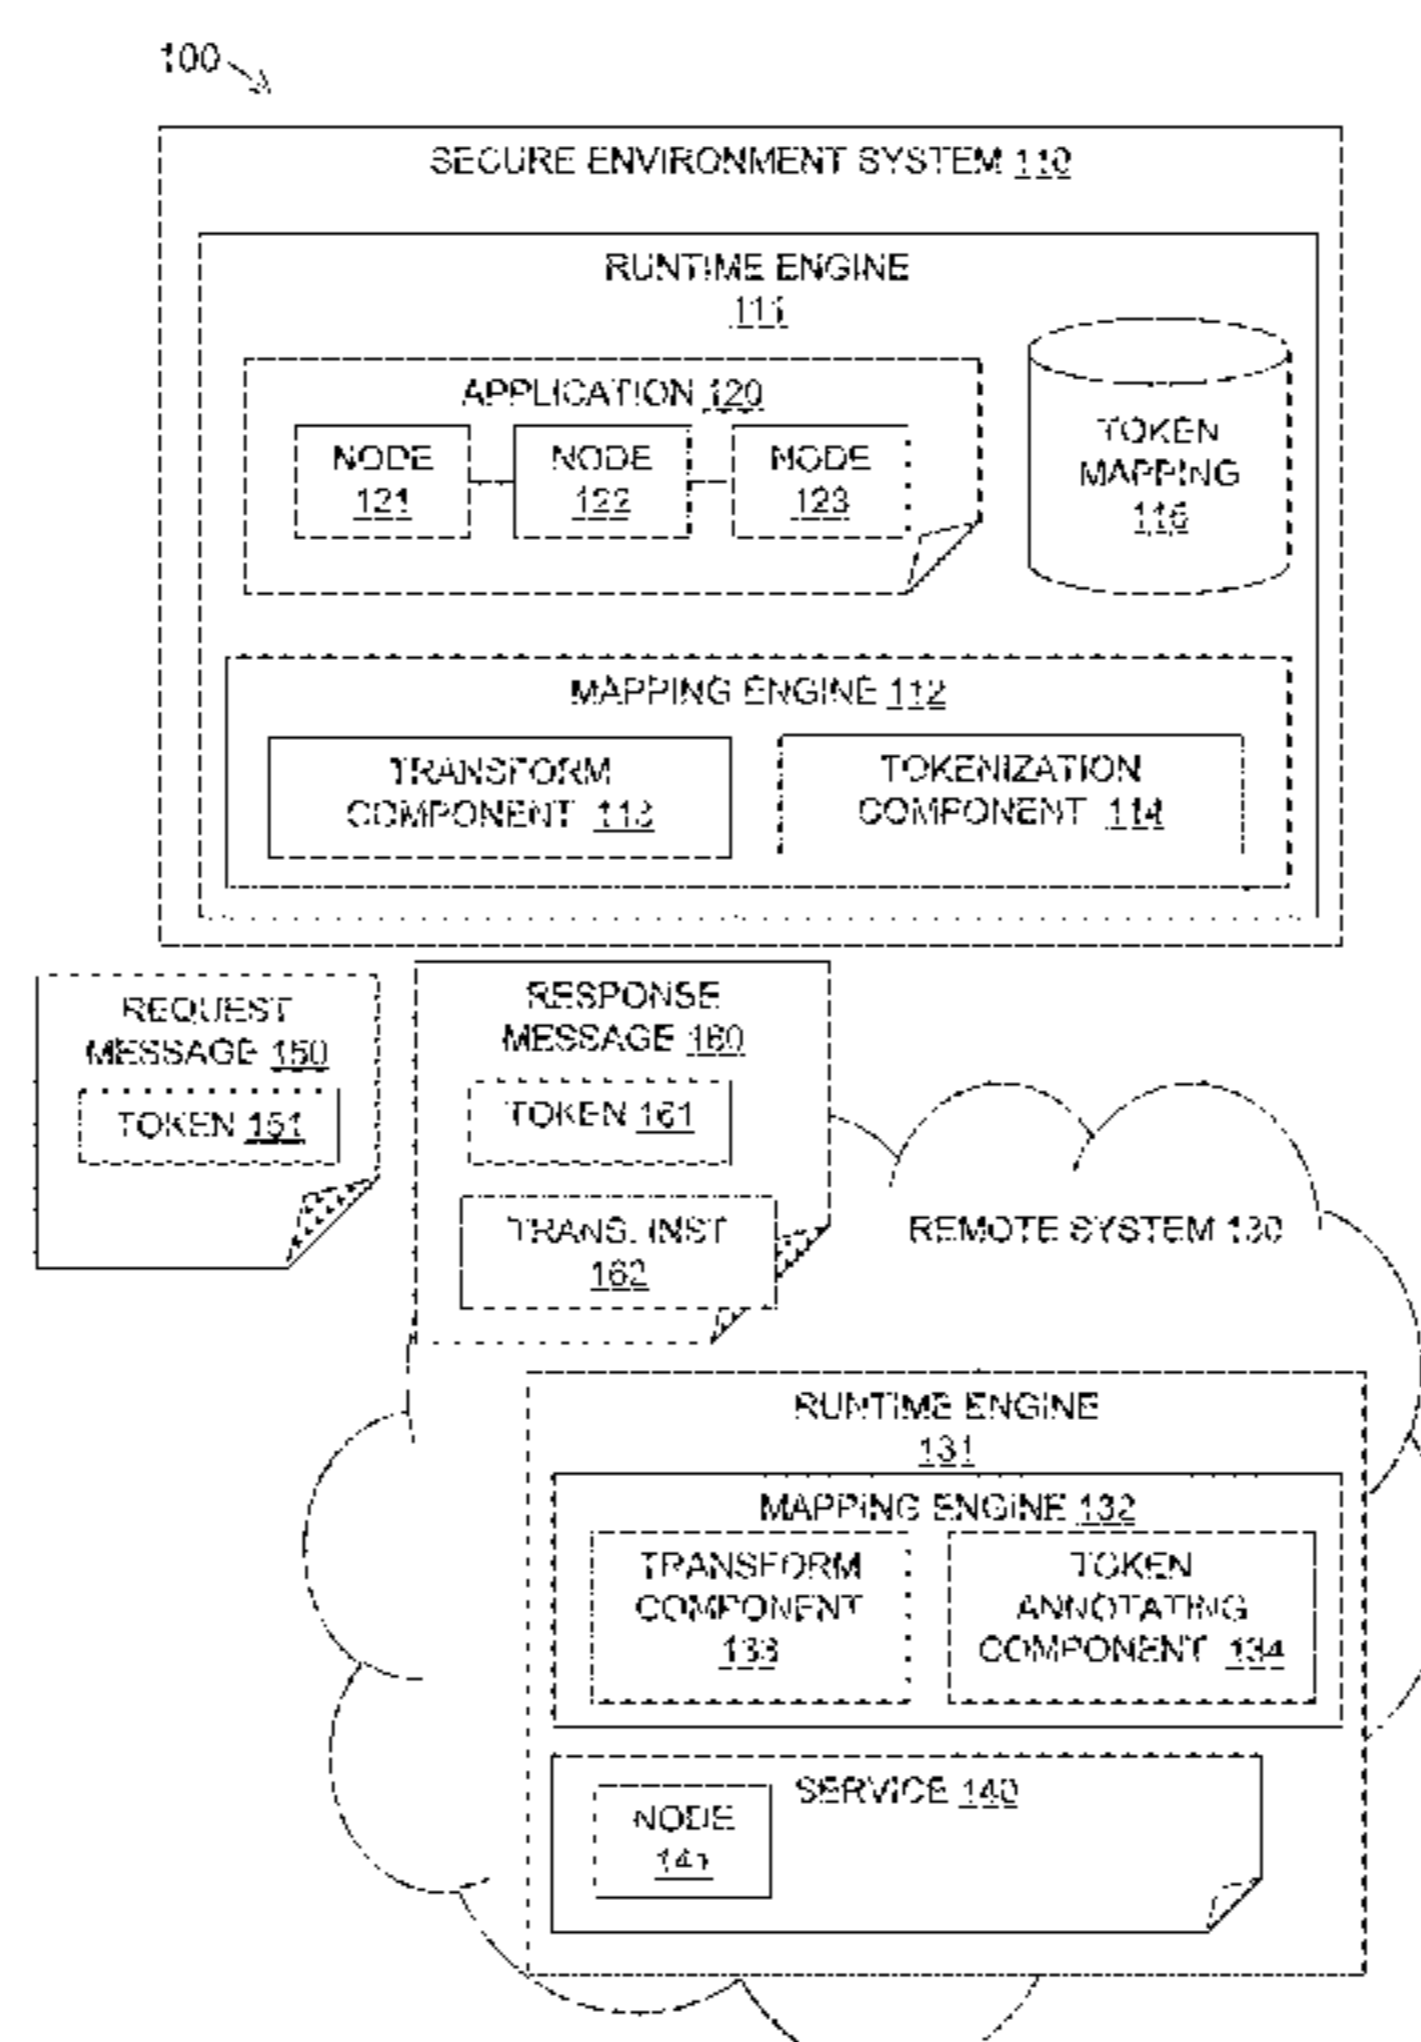 100
SECURE ENVIRONMENT SYSTEM 110
RUNTIME ENGINE
111
APPLICATION 120
NODE
121
NODE
122
NODE
123
TOKEN
MAPPING
115
MAPPING ENGINE 112
TRANSFORM
COMPONENT 113
TOKENIZATION
COMPONENT 114
REQUEST
MESSAGE 150
TOKEN 151
RESPONSE
MESSAGE 160
TOKEN 161
TRANS. INST
162
REMOTE SYSTEM 130
RUNTIME ENGINE
131
MAPPING ENGINE 132
TRANSFORM
COMPONENT
133
TOKEN
ANNOTATING
COMPONENT 134
SERVICE 140
NODE
141